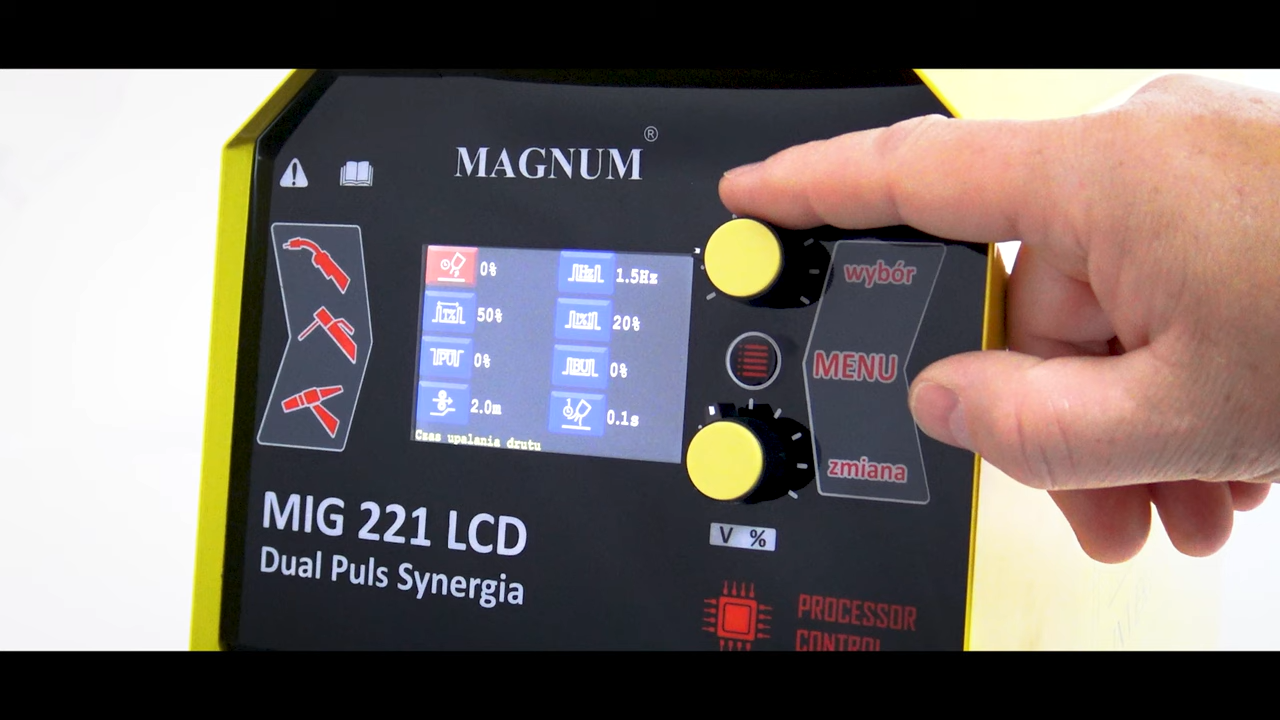 MAGNUM®
0%
1.5Hz
50%
20%
0%
0%
2.0m
0.1s
Czas upalania drutu
wybór
MENU
zmiana
V %
MIG 221 LCD
Dual Puls Synergia
PROCESSOR
CONTROL